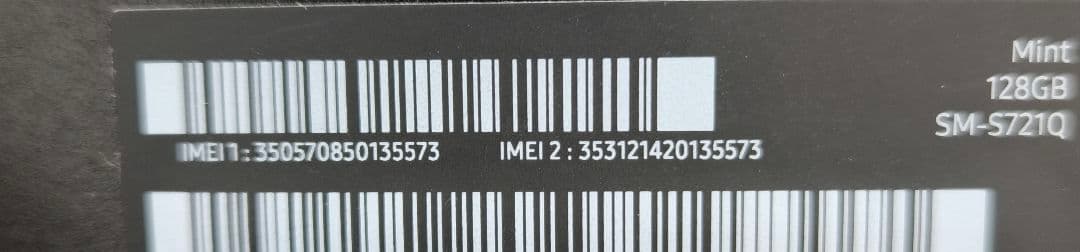 Mint
128GB
SM-S721Q
IMEI 1 : 350570850135573
IMEI 2 : 353121420135573